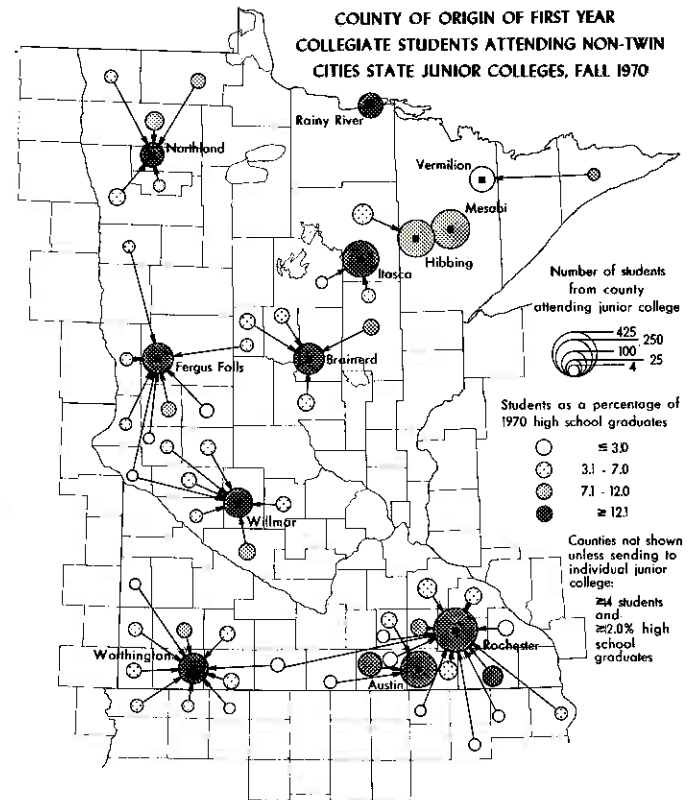 COUNTY OF ORIGIN OF FIRST YEAR
COLLEGIATE STUDENTS ATTENDING NON-TWIN
CITIES STATE JUNIOR COLLEGES, FALL 1970
Rainy River
Northland
Vermilion
Mesabi
Hibbing
Itasca
Number of students
from county
attending junior college
425
250
100
25
4
Brainerd
Fergus Falls
Students as a percentage of
1970 high school graduates
≤ 3.0
3.1 - 7.0
7.1 - 12.0
≥ 12.1
Willmar
Counties not shown
unless sending to
individual junior
college:
≥4 students
and
≥2.0% high
school
graduates
Worthington
Rochester
Austin